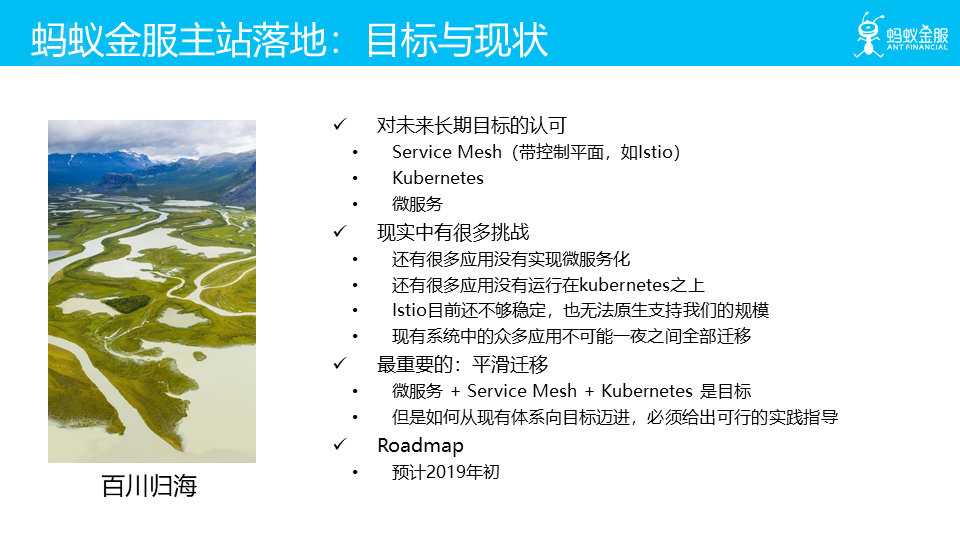 蚂蚁金服主站落地：目标与现状
蚂蚁金服
ANT FINANCIAL
✓ 对未来长期目标的认可
• Service Mesh（带控制平面，如Istio）
• Kubernetes
• 微服务
✓ 现实中有很多挑战
• 还有很多应用没有实现微服务化
• 还有很多应用没有运行在kubernetes之上
• Istio目前还不够稳定，也无法原生支持我们的规模
• 现有系统中的众多应用不可能一夜之间全部迁移
✓ 最重要的：平滑迁移
• 微服务 + Service Mesh + Kubernetes 是目标
• 但是如何从现有体系向目标迈进，必须给出可行的实践指导
✓ Roadmap
• 预计2019年初
百川归海